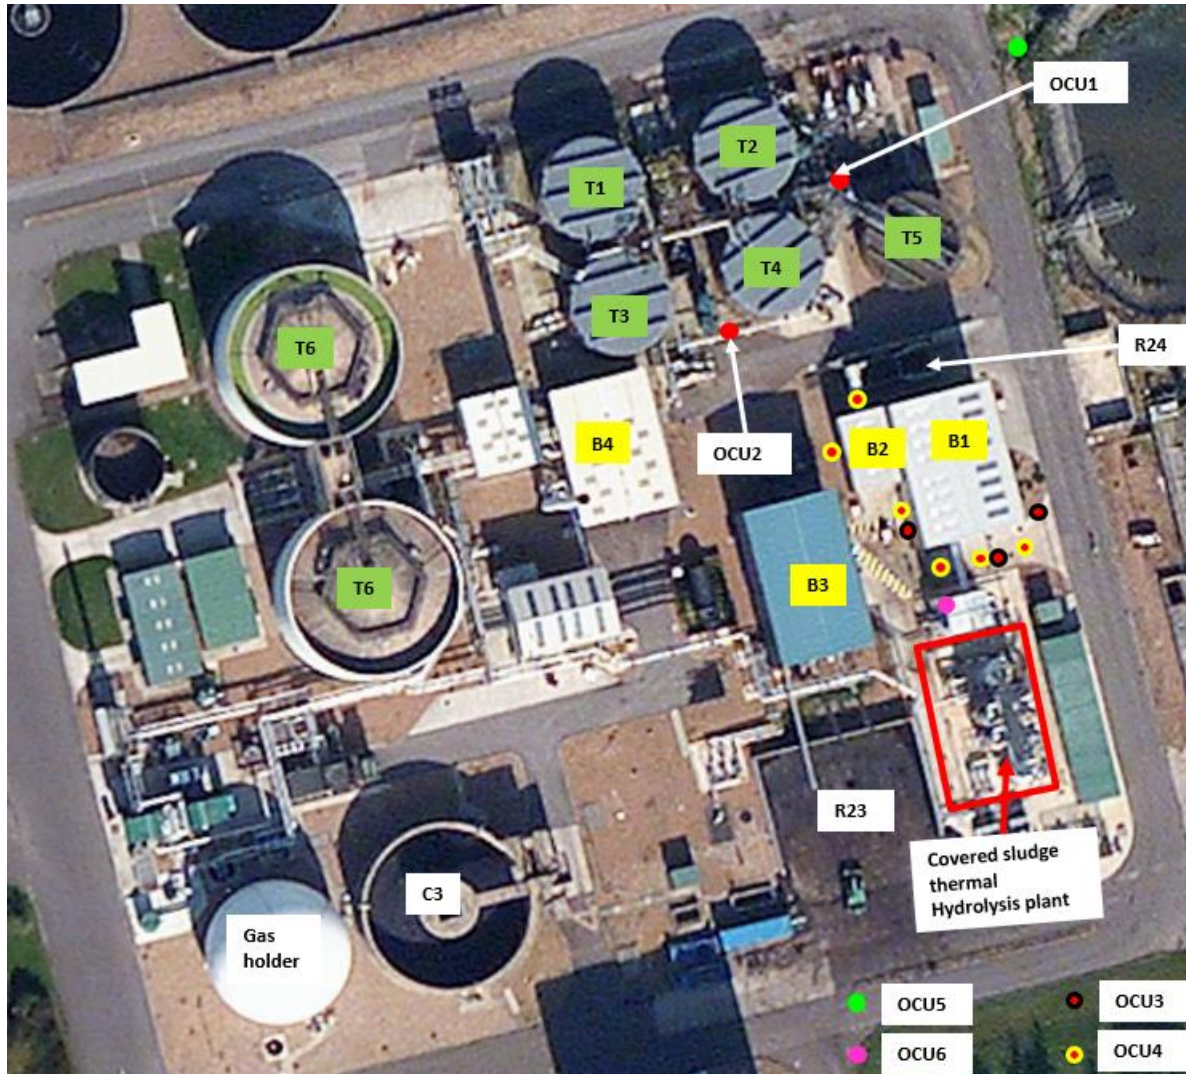 OCU1
T2
T1
T5
T4
T3
T6
R24
B4
OCU2
B2
B1
T6
B3
R23
Covered sludge
thermal
Hydrolysis plant
C3
Gas
holder
OCU5
OCU3
OCU6
OCU4